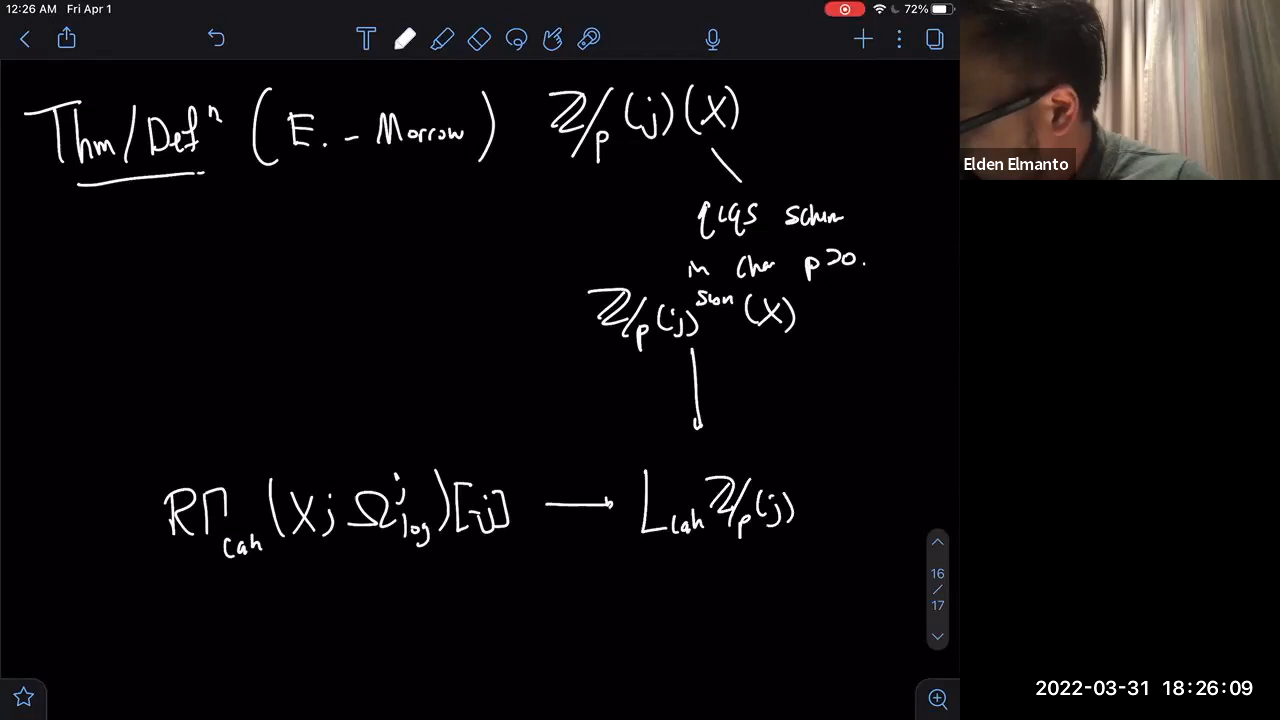 12:26 AM Fri Apr 1
72%
Thm/Defⁿ (E. - Morrow) ℤ/p(j)(X)
qcqs schem
in char p>0.
ℤ/p(j)^syn(X)
RΓ_cdh(X; Ω^j_log)[-j] → L_cdh ℤ/p(j)
16
/
17
Elden Elmanto
2022-03-31 18:26:09